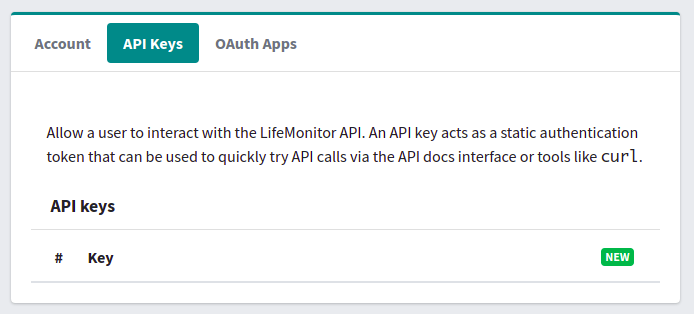 Account API Keys OAuth Apps
Allow a user to interact with the LifeMonitor API. An API key acts as a static authentication
token that can be used to quickly try API calls via the API docs interface or tools like curl.
API keys
# Key NEW